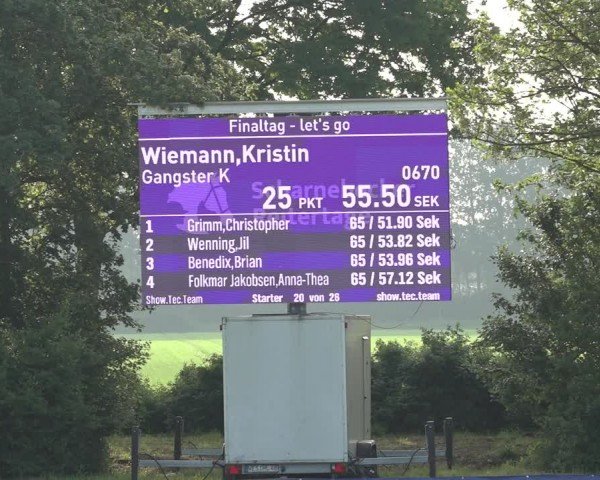 Finaltag - let's go
Wiemann,Kristin
Gangster K 0670
25 PKT 55.50 SEK
Scharnebecker
Reitertage
1 Grimm,Christopher 65 / 51.90 Sek
2 Wenning,Jil 65 / 53.82 Sek
3 Benedix,Brian 65 / 53.96 Sek
4 Folkmar Jakobsen,Anna-Thea 65 / 57.12 Sek
Show.Tec.Team Starter 20 von 26 show.tec.team